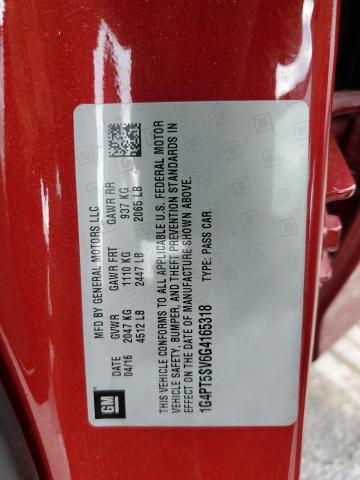 MFD BY GENERAL MOTORS LLC
DATE GVWR GAWR FRT GAWR RR
04/16 2047 KG 1110 KG 937 KG
4512 LB 2447 LB 2065 LB
THIS VEHICLE CONFORMS TO ALL APPLICABLE U.S. FEDERAL MOTOR
VEHICLE SAFETY, BUMPER, AND THEFT PREVENTION STANDARDS IN
EFFECT ON THE DATE OF MANUFACTURE SHOWN ABOVE.
1G4PT5SV6G4165318 TYPE: PASS CAR
GM